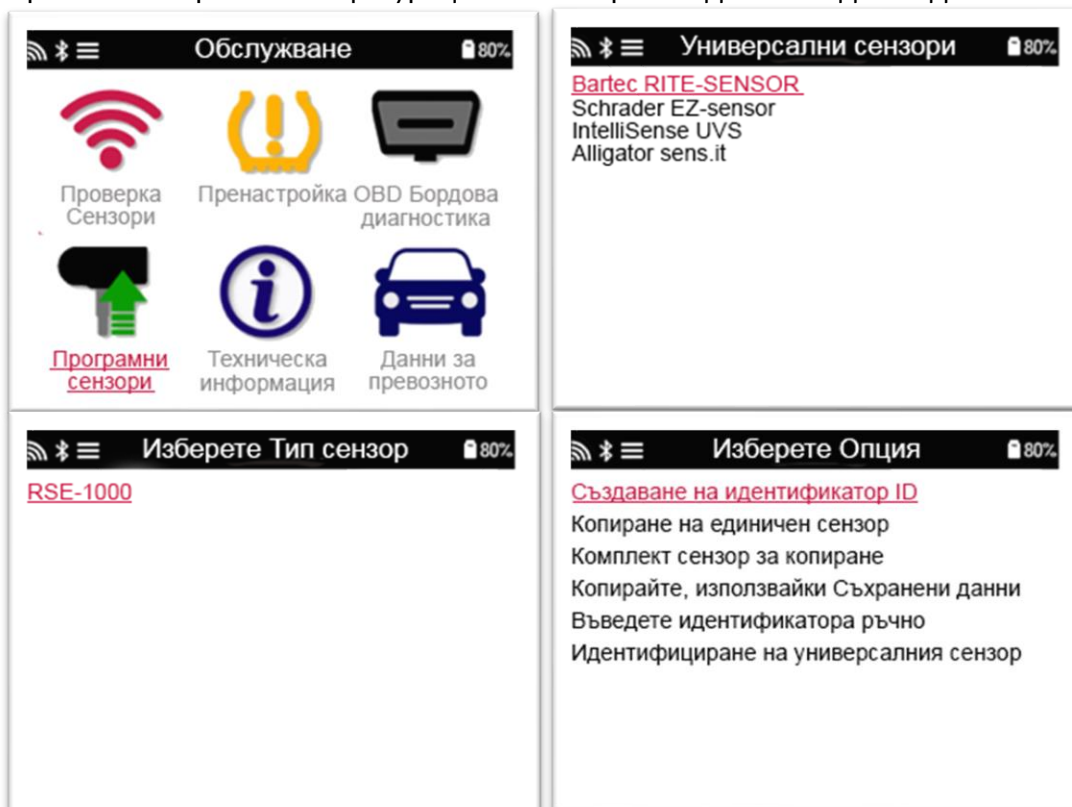 Обслужване
80%
Проверка
Сензори
Пренастройка
OBD Бордова
диагностика
Програмни
сензори
Техническа
информация
Данни за
превозното
Универсални сензори
80%
Bartec RITE-SENSOR
Schrader EZ-sensor
IntelliSense UVS
Alligator sens.it
Изберете Тип сензор
80%
RSE-1000
Изберете Опция
80%
Създаване на идентификатор ID
Копиране на единичен сензор
Комплект сензор за копиране
Копирайте, използвайки Съхранени данни
Въведете идентификатора ръчно
Идентифициране на универсалния сензор